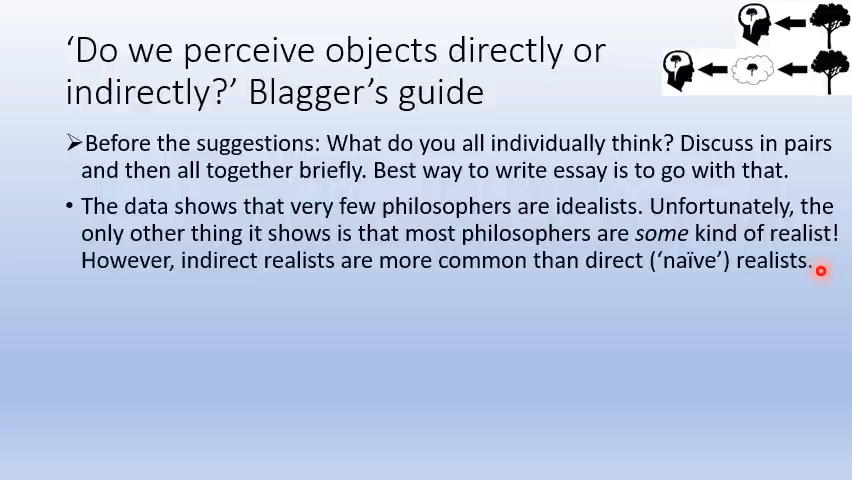 ‘Do we perceive objects directly or
indirectly?’ Blagger’s guide
➢Before the suggestions: What do you all individually think? Discuss in pairs
and then all together briefly. Best way to write essay is to go with that.
• The data shows that very few philosophers are idealists. Unfortunately, the
only other thing it shows is that most philosophers are some kind of realist!
However, indirect realists are more common than direct (‘naïve’) realists.